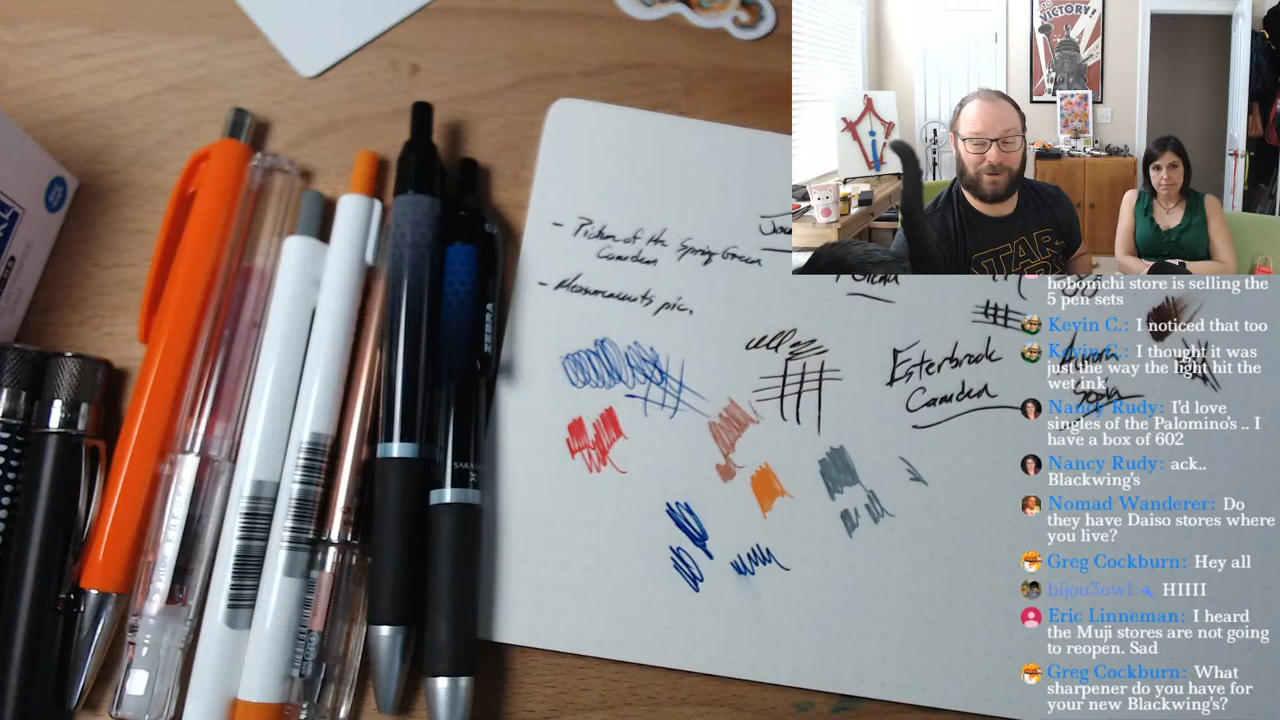 VICTORY!
STAR
- Picture of the Spring Green
Camden
- Measurements pic.
Esterbrook
Camden
ZEBRA
SARASA
hobonichi store is selling the
5 pen sets
Kevin C.: I noticed that too
Kevin C.: I thought it was
just the way the light hit the
wet ink
Nancy Rudy: I'd love
singles of the Palomino's .. I
have a box of 602
Nancy Rudy: ack..
Blackwing's
Nomad Wanderer: Do
they have Daiso stores where
you live?
Greg Cockburn: Hey all
bijou3owl: HIIII
Eric Linneman: I heard
the Muji stores are not going
to reopen. Sad
Greg Cockburn: What
sharpener do you have for
your new Blackwing's?